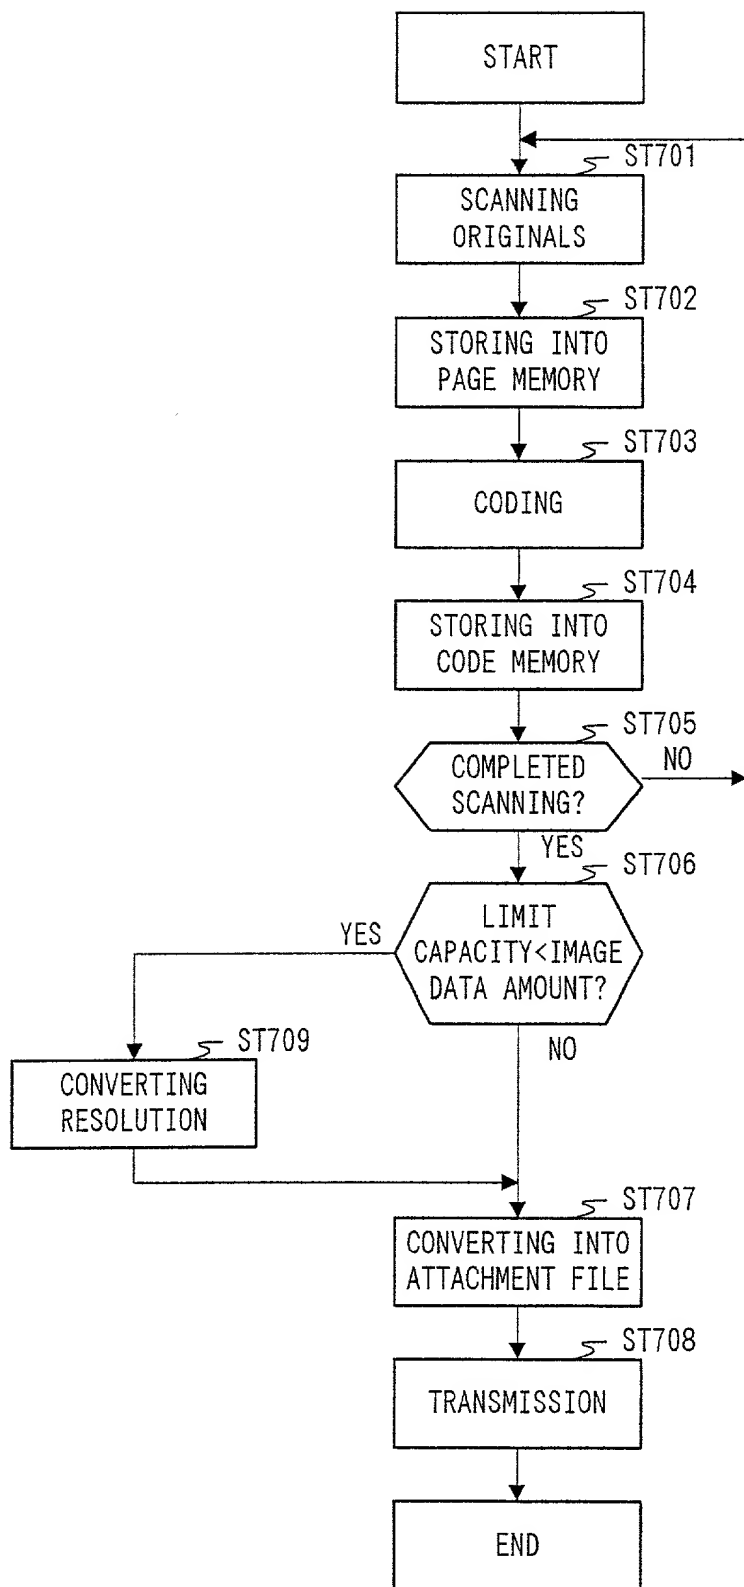 START
ST701
SCANNING
ORIGINALS
ST702
STORING INTO
PAGE MEMORY
ST703
CODING
ST704
STORING INTO
CODE MEMORY
ST705
COMPLETED
SCANNING?
NO
YES
ST706
LIMIT
CAPACITY<IMAGE
DATA AMOUNT?
YES
NO
ST709
CONVERTING
RESOLUTION
ST707
CONVERTING INTO
ATTACHMENT FILE
ST708
TRANSMISSION
END